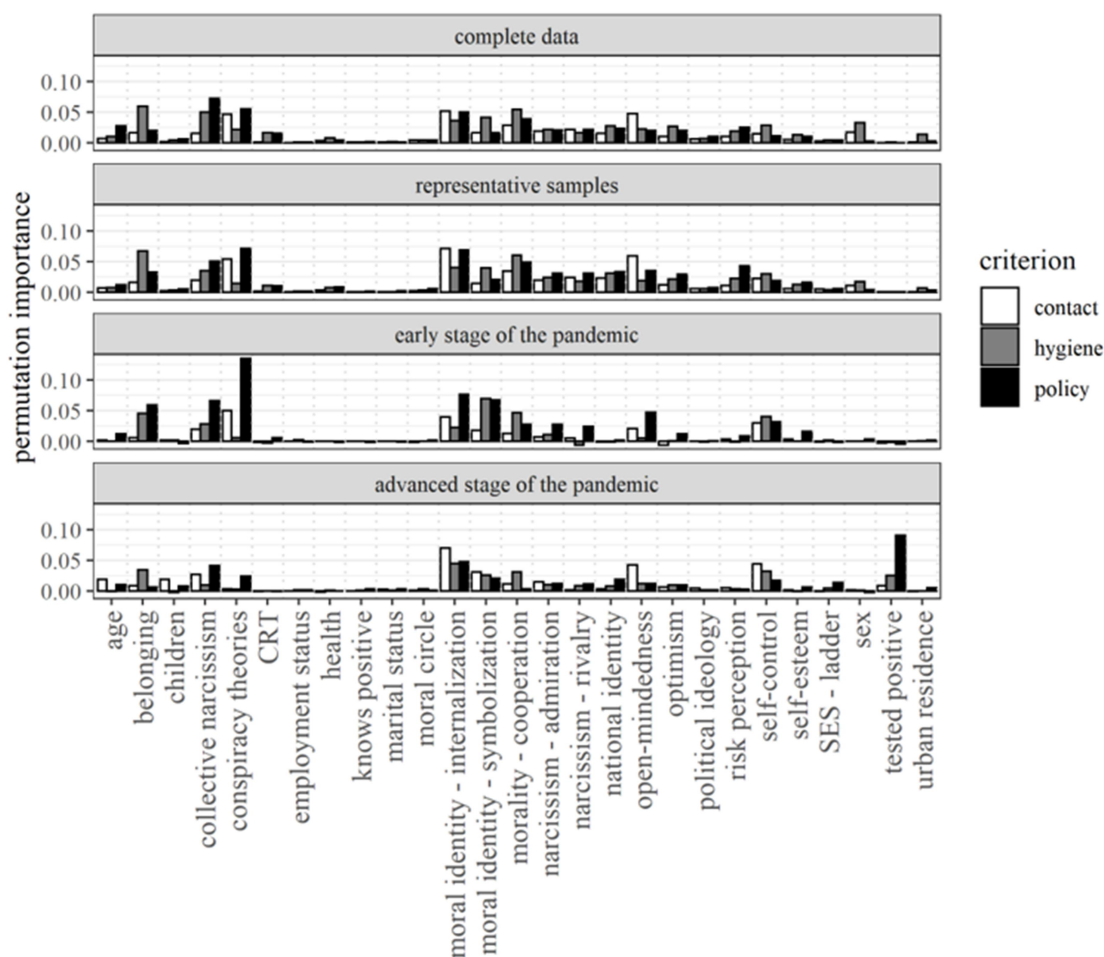 complete data
0.10
0.05
0.00
representative samples
0.10
0.05
0.00
early stage of the pandemic
0.10
0.05
0.00
advanced stage of the pandemic
0.10
0.05
0.00
permutation importance
age
belonging
children
collective narcissism
conspiracy theories
CRT
employment status
health
knows positive
marital status
moral circle
moral identity - internalization
moral identity - symbolization
morality - cooperation
narcissism - admiration
narcissism - rivalry
national identity
open-mindedness
optimism
political ideology
risk perception
self-control
self-esteem
SES - ladder
sex
tested positive
urban residence
criterion
contact
hygiene
policy